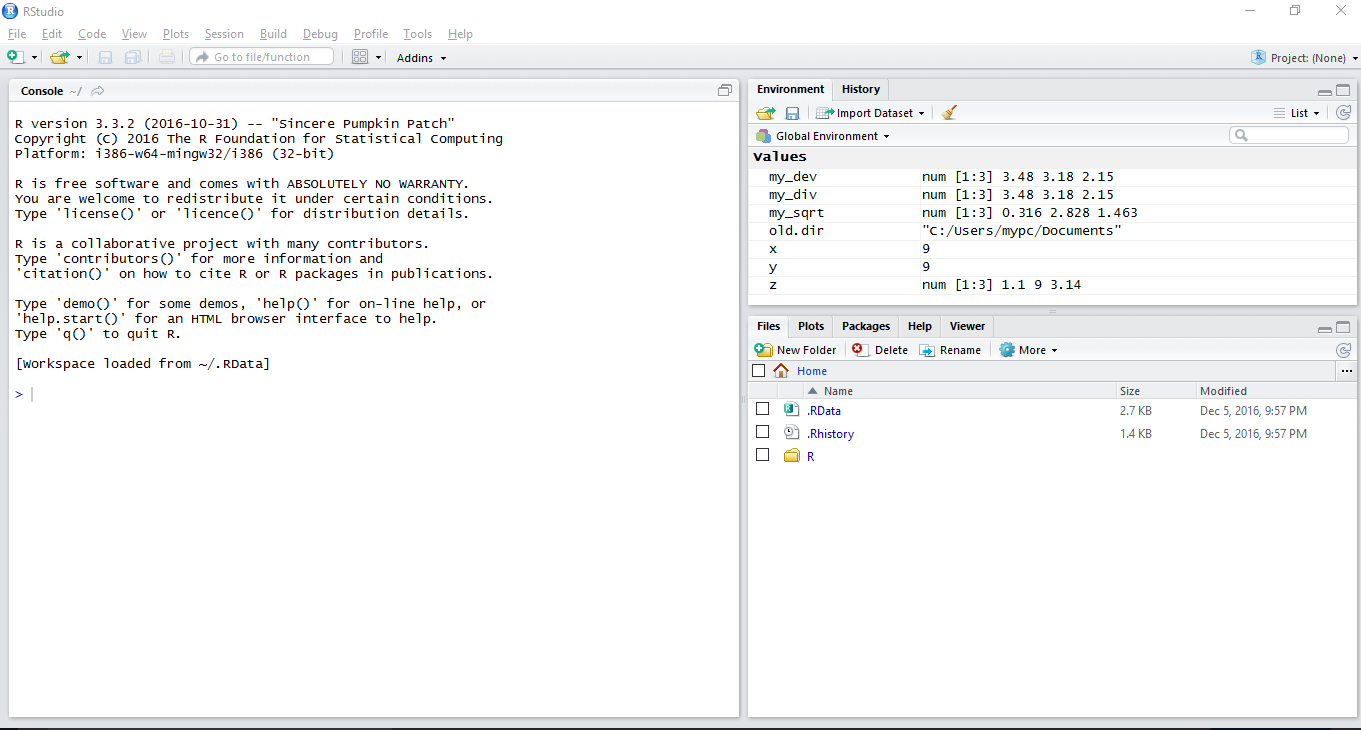 RStudio
File Edit Code View Plots Session Build Debug Profile Tools Help
Go to file/function Addins Project: (None)
Console ~/
R version 3.3.2 (2016-10-31) -- "Sincere Pumpkin Patch"
Copyright (C) 2016 The R Foundation for Statistical Computing
Platform: i386-w64-mingw32/i386 (32-bit)
R is free software and comes with ABSOLUTELY NO WARRANTY.
You are welcome to redistribute it under certain conditions.
Type 'license()' or 'licence()' for distribution details.
R is a collaborative project with many contributors.
Type 'contributors()' for more information and
'citation()' on how to cite R or R packages in publications.
Type 'demo()' for some demos, 'help()' for on-line help, or
'help.start()' for an HTML browser interface to help.
Type 'q()' to quit R.
[Workspace loaded from ~/.RData]
>
Environment History
Import Dataset List
Global Environment
Values
my_dev num [1:3] 3.48 3.18 2.15
my_div num [1:3] 3.48 3.18 2.15
my_sqrt num [1:3] 0.316 2.828 1.463
old.dir "C:/Users/mypc/Documents"
x 9
y 9
z num [1:3] 1.1 9 3.14
Files Plots Packages Help Viewer
New Folder Delete Rename More
Home ...
Name Size Modified
.RData 2.7 KB Dec 5, 2016, 9:57 PM
.Rhistory 1.4 KB Dec 5, 2016, 9:57 PM
R